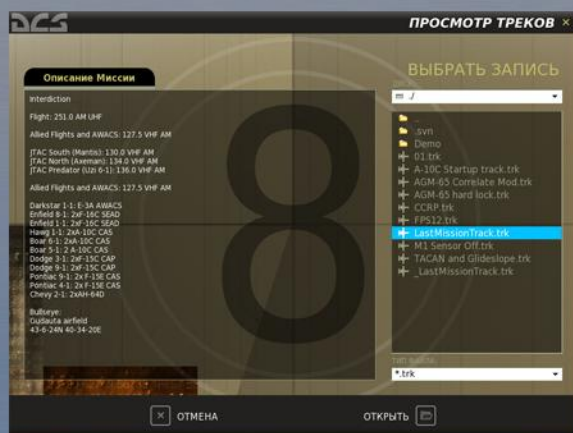 DCS
ПРОСМОТР ТРЕКОВ
ВЫБРАТЬ ЗАПИСЬ
Описание Миссии
Interdiction
Flight: 251.0 AM UHF
Allied Flights and AWACS: 127.5 VHF AM
JTAC South (Mantis): 130.0 VHF AM
JTAC North (Axeman): 134.0 VHF AM
JTAC Predator (Uzi 6-1): 136.0 VHF AM
Allied Flights and AWACS: 127.5 VHF AM
Darkstar 1-1: E-3A AWACS
Enfield 8-1: 2xF-16C SEAD
Enfield 1-1: 2xF-16C SEAD
Hawg 1-1: 2xA-10C CAS
Boar 6-1: 2xA-10C CAS
Boar 5-1: 2 A-10C CAS
Dodge 3-1: 2xF-15C CAP
Dodge 9-1: 2xF-15C CAP
Pontiac 9-1: 2x F-15E CAS
Pontiac 4-1: 2x F-15E CAS
Chevy 2-1: 2xAH-64D
Bullseye:
Gudauta airfield
43-6-24N 40-34-20E
8
./
..
.svn
Demo
01.trk
A-10C Startup track.trk
AGM-65 Correlate Mod.trk
AGM-65 hard lock.trk
CCRP.trk
FPS12.trk
LastMissionTrack.trk
M1 Sensor Off.trk
TACAN and Glideslope.trk
_LastMissionTrack.trk
ТИП ФАЙЛА
*.trk
ОТМЕНА
ОТКРЫТЬ